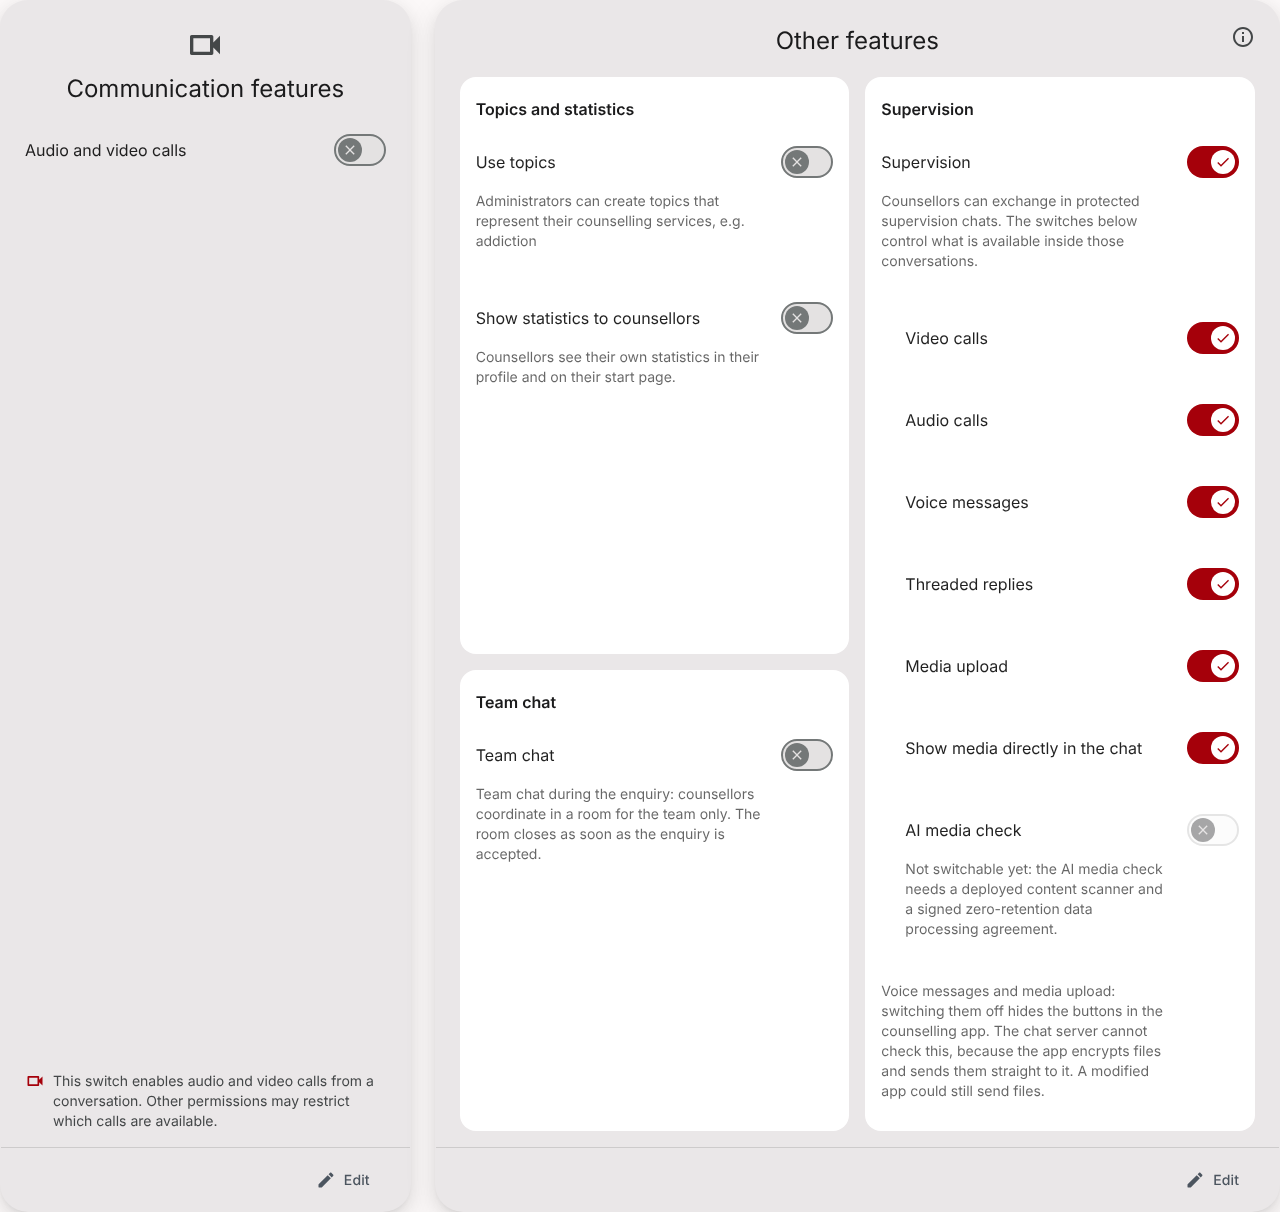 Communication features
Audio and video calls
This switch enables audio and video calls from a
conversation. Other permissions may restrict
which calls are available.
Edit
Other features
Topics and statistics
Use topics
Administrators can create topics that
represent their counselling services, e.g.
addiction
Show statistics to counsellors
Counsellors see their own statistics in their
profile and on their start page.
Team chat
Team chat
Team chat during the enquiry: counsellors
coordinate in a room for the team only. The
room closes as soon as the enquiry is
accepted.
Supervision
Supervision
Counsellors can exchange in protected
supervision chats. The switches below
control what is available inside those
conversations.
Video calls
Audio calls
Voice messages
Threaded replies
Media upload
Show media directly in the chat
AI media check
Not switchable yet: the AI media check
needs a deployed content scanner and
a signed zero-retention data
processing agreement.
Voice messages and media upload:
switching them off hides the buttons in the
counselling app. The chat server cannot
check this, because the app encrypts files
and sends them straight to it. A modified
app could still send files.
Edit